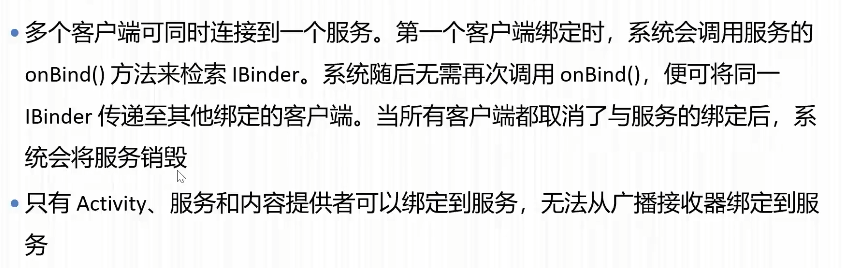 • 多个客户端可同时连接到一个服务。第一个客户端绑定时，系统会调用服务的
onBind() 方法来检索 IBinder。系统随后无需再次调用 onBind()，便可将同一
IBinder 传递至其他绑定的客户端。当所有客户端都取消了与服务的绑定后，系
统会将服务销毁
• 只有 Activity、服务和内容提供者可以绑定到服务，无法从广播接收器绑定到服
务